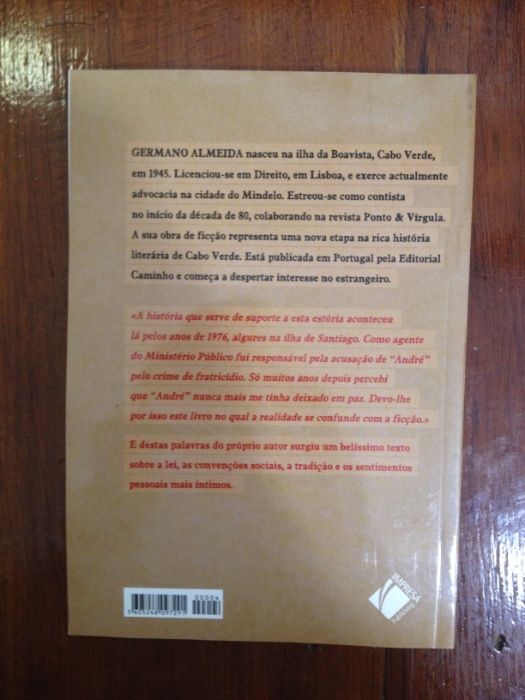 GERMANO ALMEIDA nasceu na ilha da Boavista, Cabo Verde,
em 1945. Licenciou-se em Direito, em Lisboa, e exerce actualmente
advocacia na cidade do Mindelo. Estreou-se como contista
no início da década de 80, colaborando na revista Ponto & Vírgula.
A sua obra de ficção representa uma nova etapa na rica história
literária de Cabo Verde. Está publicada em Portugal pela Editorial
Caminho e começa a despertar interesse no estrangeiro.
«A história que serve de suporte a esta estória aconteceu
lá pelos anos de 1976, algures na ilha de Santiago. Como agente
do Ministério Público fui responsável pela acusação de “André”
pelo crime de fratricídio. Só muitos anos depois percebi
que “André” nunca mais me tinha deixado em paz. Devo-lhe
por isso este livro no qual a realidade se confunde com a ficção.»
E destas palavras do próprio autor surgiu um belíssimo texto
sobre a lei, as convenções sociais, a tradição e os sentimentos
pessoais mais íntimos.
00004
IMPRESA
Publishing